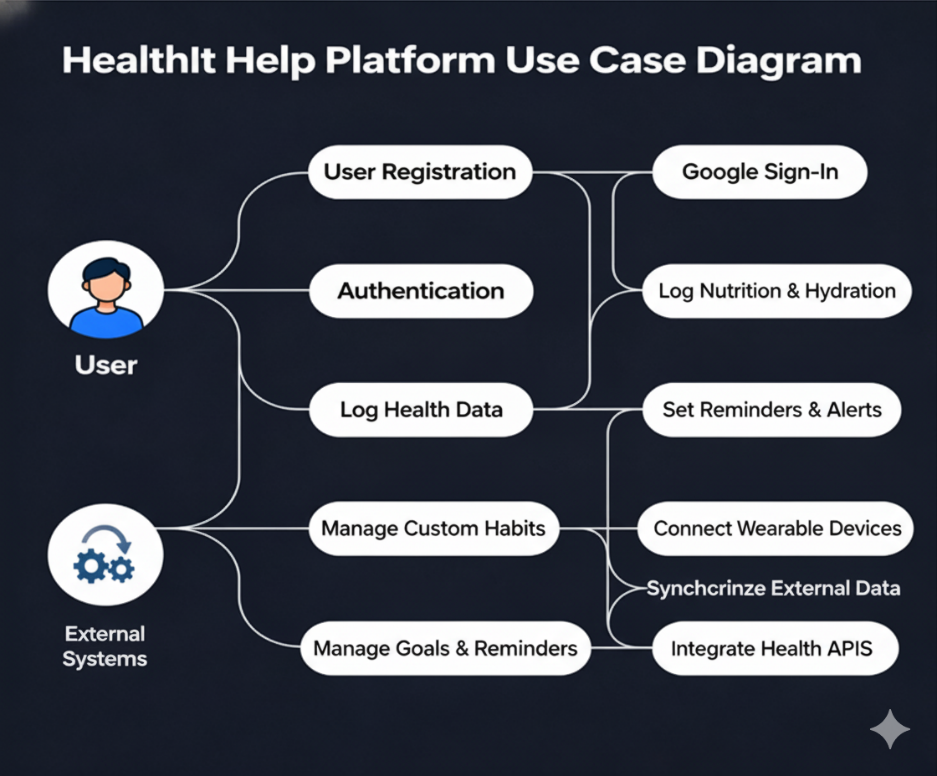 HealthIt Help Platform Use Case Diagram
User Registration
Google Sign-In
Authentication
Log Nutrition & Hydration
User
Log Health Data
Set Reminders & Alerts
Manage Custom Habits
Connect Wearable Devices
Synchcrinze External Data
External
Systems
Manage Goals & Reminders
Integrate Health APIS